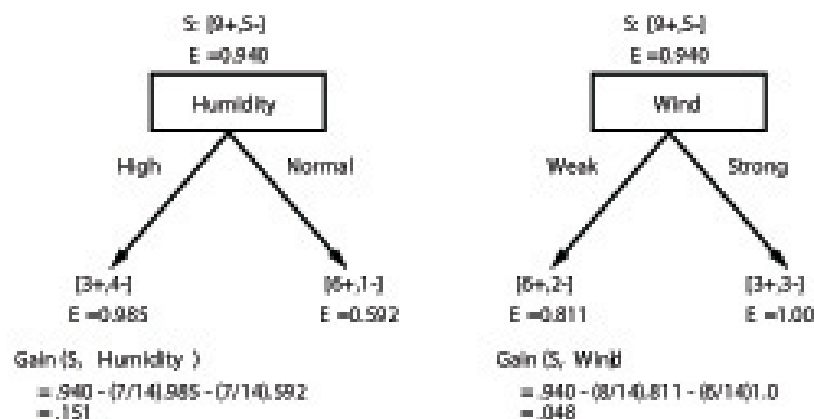 S: [9+,5-]
E =0.940
Humidity
High
Normal
[3+,4-]
E =0.985
[6+,1-]
E =0.592
Gain (S, Humidity )
= .940 - (7/14).985 - (7/14).592
= .151
S: [9+,5-]
E =0.940
Wind
Weak
Strong
[6+,2-]
E =0.811
[3+,3-]
E =1.00
Gain (S, Wind
= .940 - (8/14).811 - (6/14)1.0
= .048